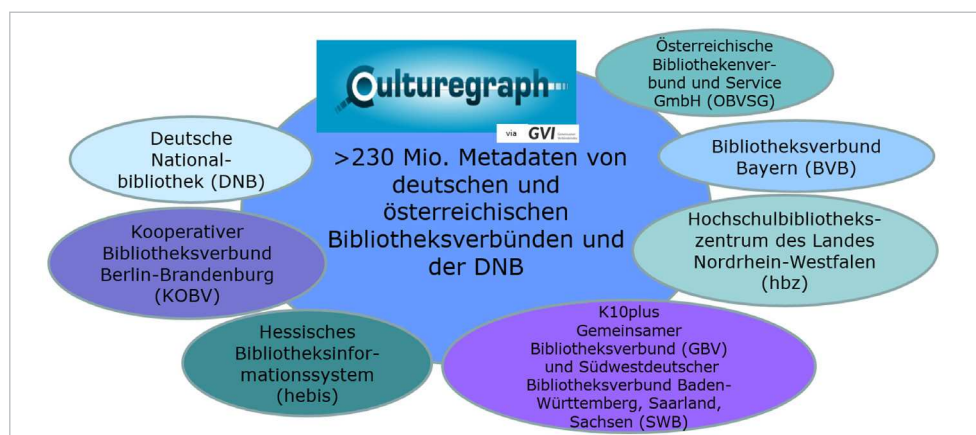 Culturegraph
via GVI
>230 Mio. Metadaten von
deutschen und
österreichischen
Bibliotheksverbünden und
der DNB
Österreichische
Bibliothekenver-
bund und Service
GmbH (OBVSG)
Deutsche
National-
bibliothek (DNB)
Bibliotheksverbund
Bayern (BVB)
Kooperativer
Bibliotheksverbund
Berlin-Brandenburg
(KOBV)
Hochschulbibliotheks-
zentrum des Landes
Nordrhein-Westfalen
(hbz)
Hessisches
Bibliotheksinfor-
mationssystem
(hebis)
K10plus
Gemeinsamer
Bibliotheksverbund (GBV)
und Südwestdeutscher
Bibliotheksverbund Baden-
Württemberg, Saarland,
Sachsen (SWB)